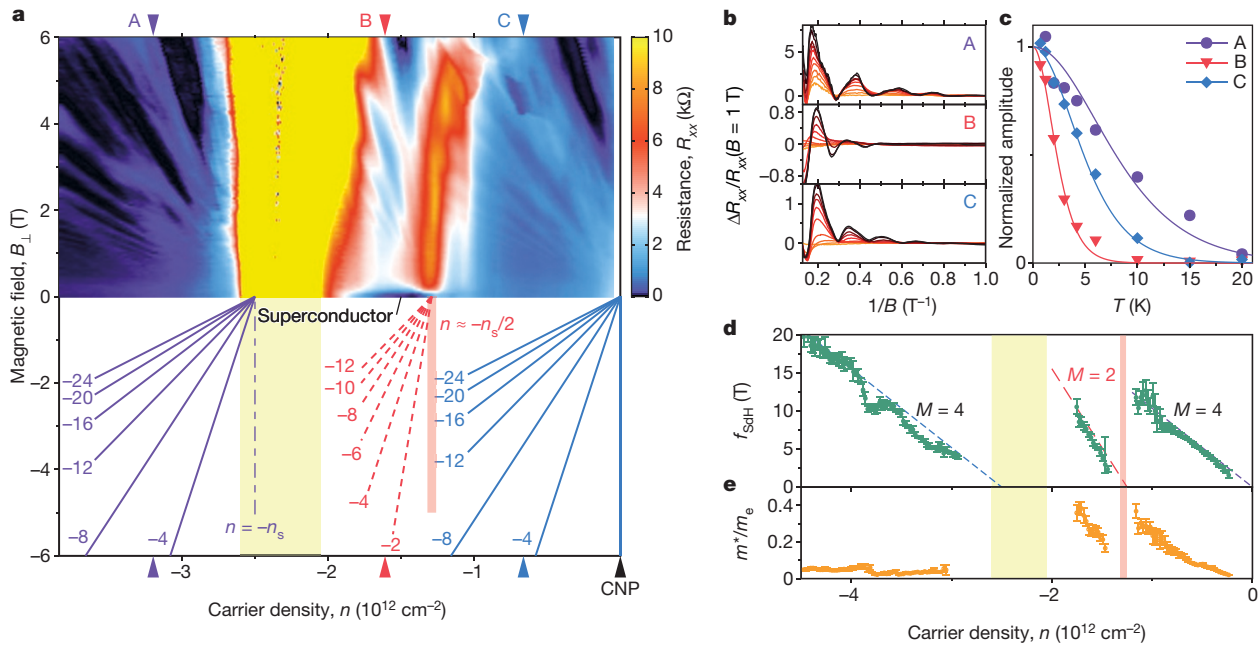 a
A
B
C
6
4
2
0
−2
−4
−6
Magnetic field, B⊥ (T)
10
8
6
4
2
0
Resistance, Rxx (kΩ)
Superconductor
n ≈ −ns/2
−24
−20
−16
−12
−8
−4
n = −ns
−12
−10
−8
−6
−4
−2
−24
−20
−16
−12
−8
−4
−3
−2
−1
CNP
Carrier density, n (10¹² cm⁻²)
b
A
5
0
B
0.8
0
−0.8
C
1
0
ΔRxx/Rxx(B = 1 T)
0.2
0.4
0.6
0.8
1.0
1/B (T⁻¹)
c
A
B
C
1
0
Normalized amplitude
0
5
10
15
20
T (K)
d
20
15
10
5
0
fSdH (T)
M = 4
M = 2
M = 4
e
0.4
0.2
0
m*/me
−4
−3
−2
−1
0
Carrier density, n (10¹² cm⁻²)